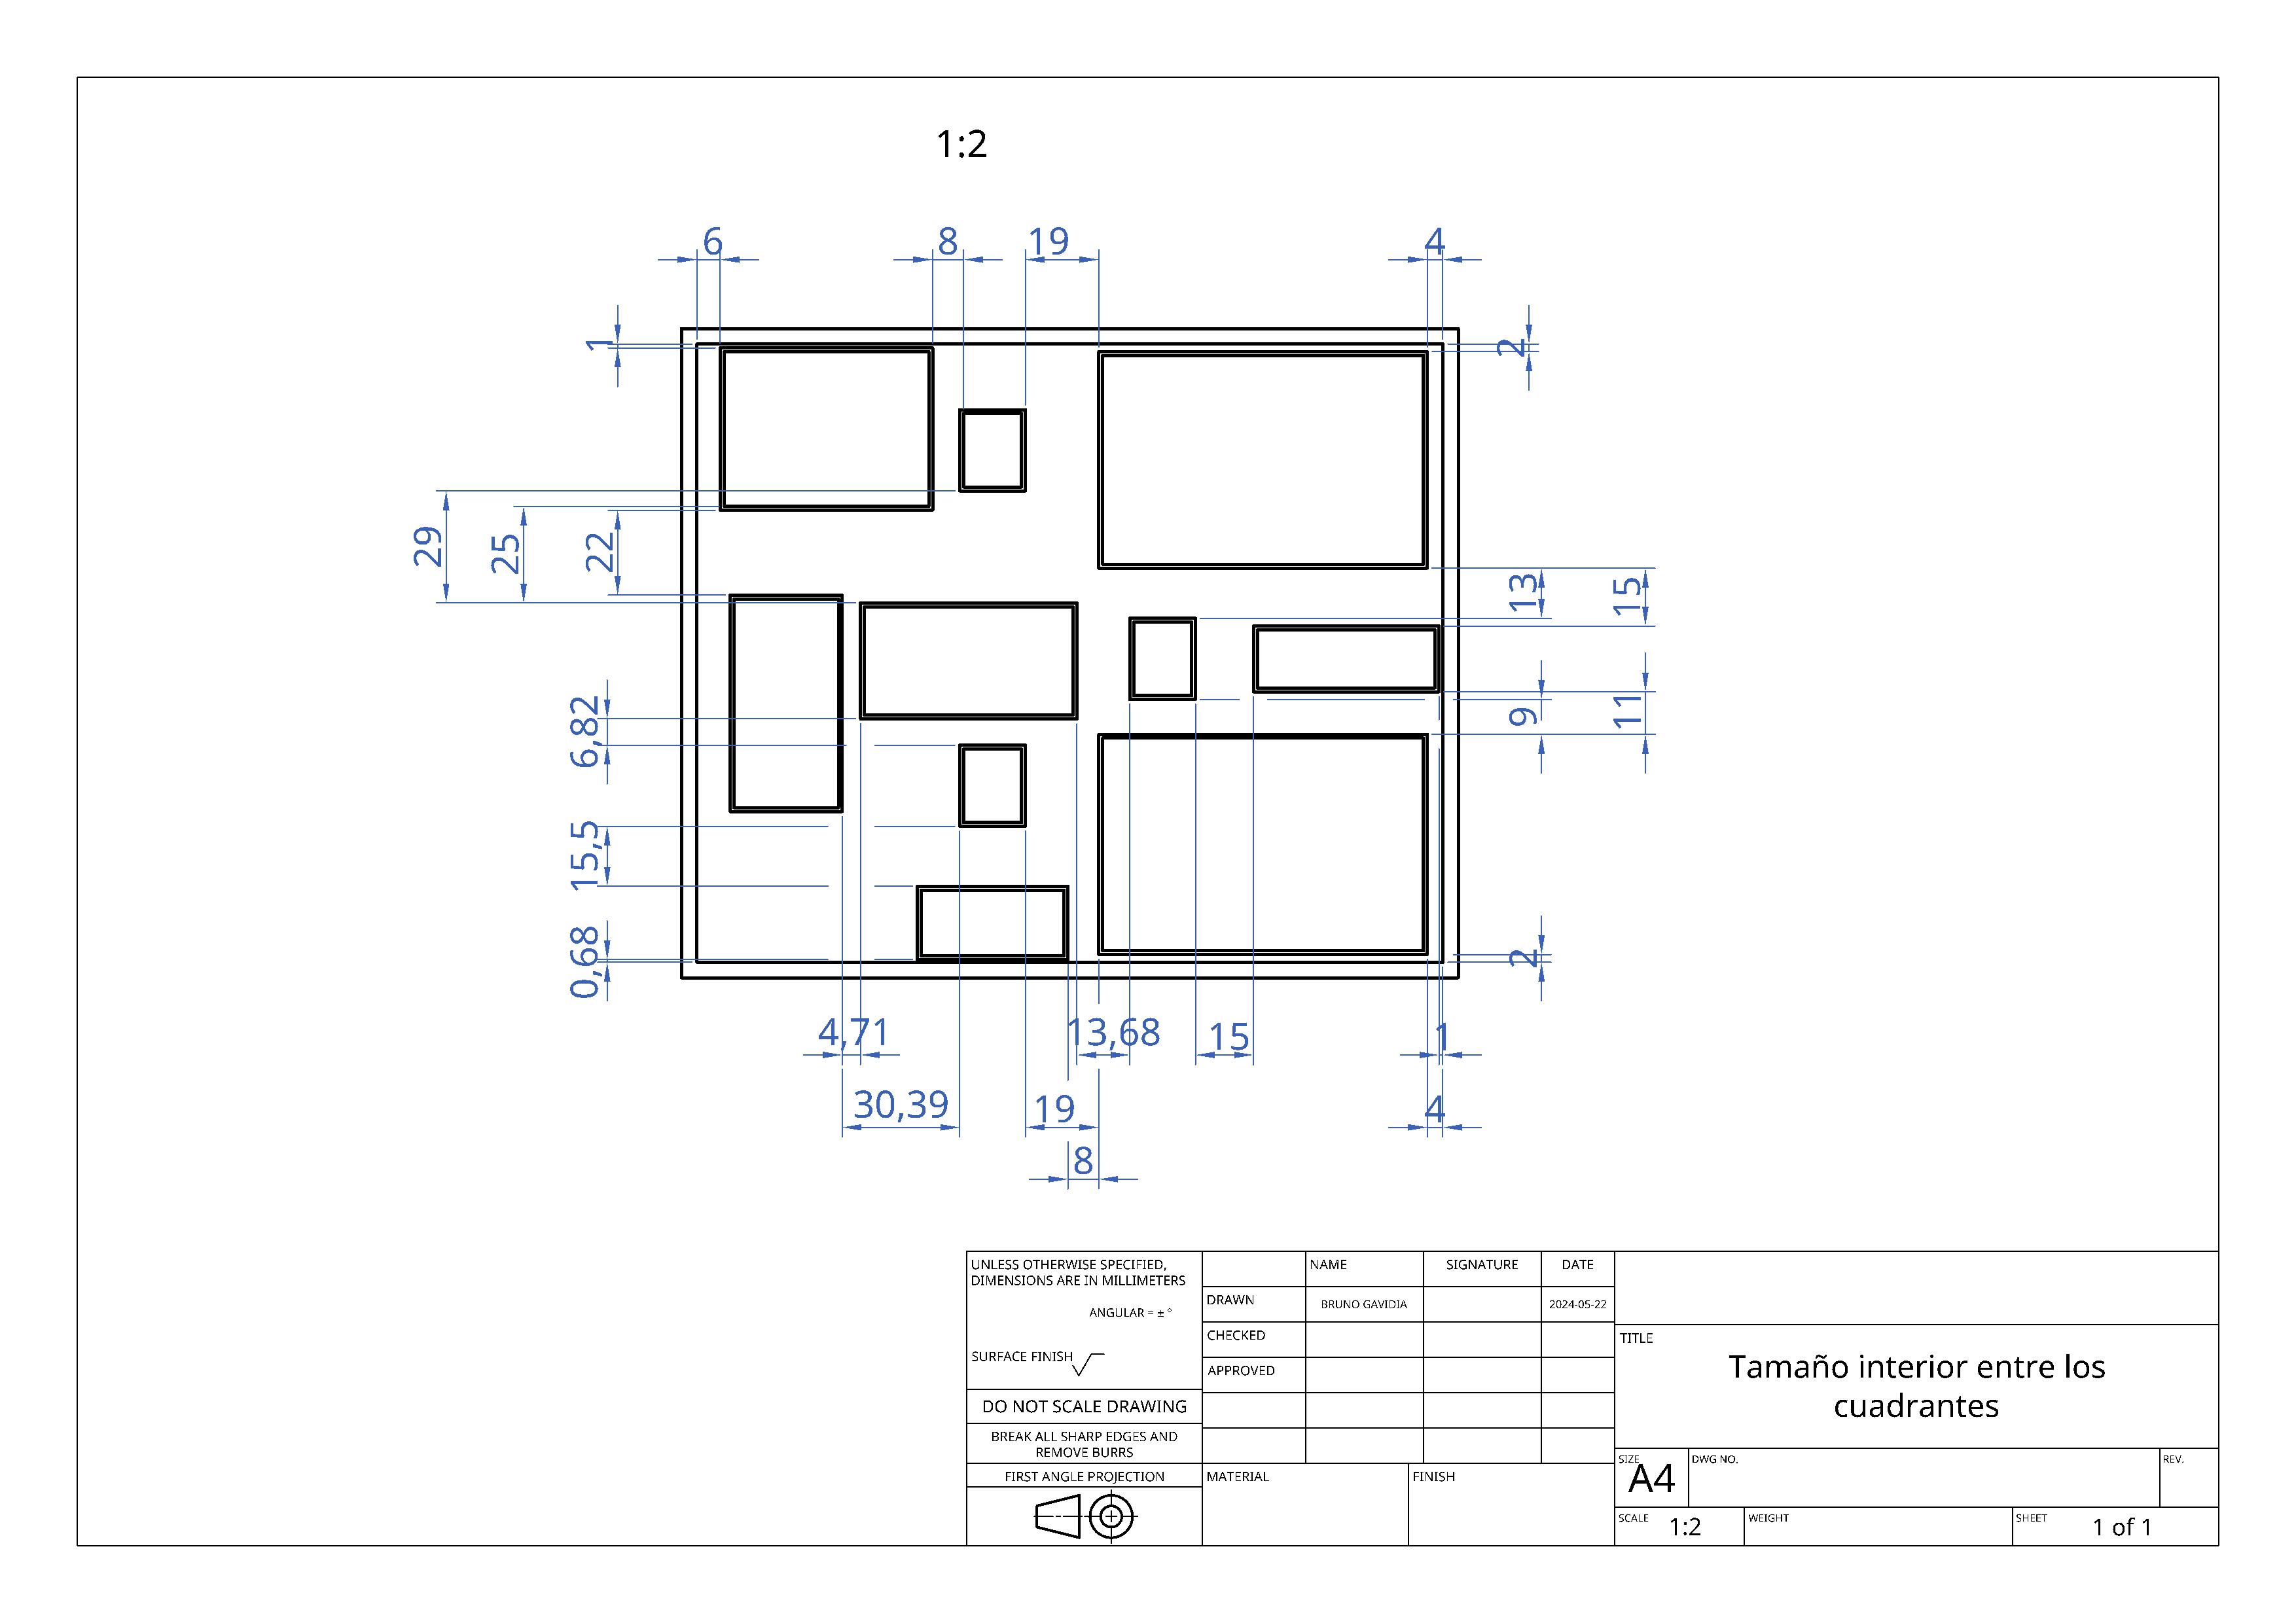 1:2
6
8
19
4
1
2
29
25
22
13
15
6,82
9
11
15,5
0,68
2
4,71
13,68
15
1
30,39
19
4
8
UNLESS OTHERWISE SPECIFIED,
DIMENSIONS ARE IN MILLIMETERS
ANGULAR = ± °
SURFACE FINISH
DO NOT SCALE DRAWING
BREAK ALL SHARP EDGES AND
REMOVE BURRS
FIRST ANGLE PROJECTION
NAME
SIGNATURE
DATE
DRAWN
BRUNO GAVIDIA
2024-05-22
CHECKED
APPROVED
MATERIAL
FINISH
TITLE
Tamaño interior entre los
cuadrantes
SIZE
A4
DWG NO.
REV.
SCALE
1:2
WEIGHT
SHEET
1 of 1